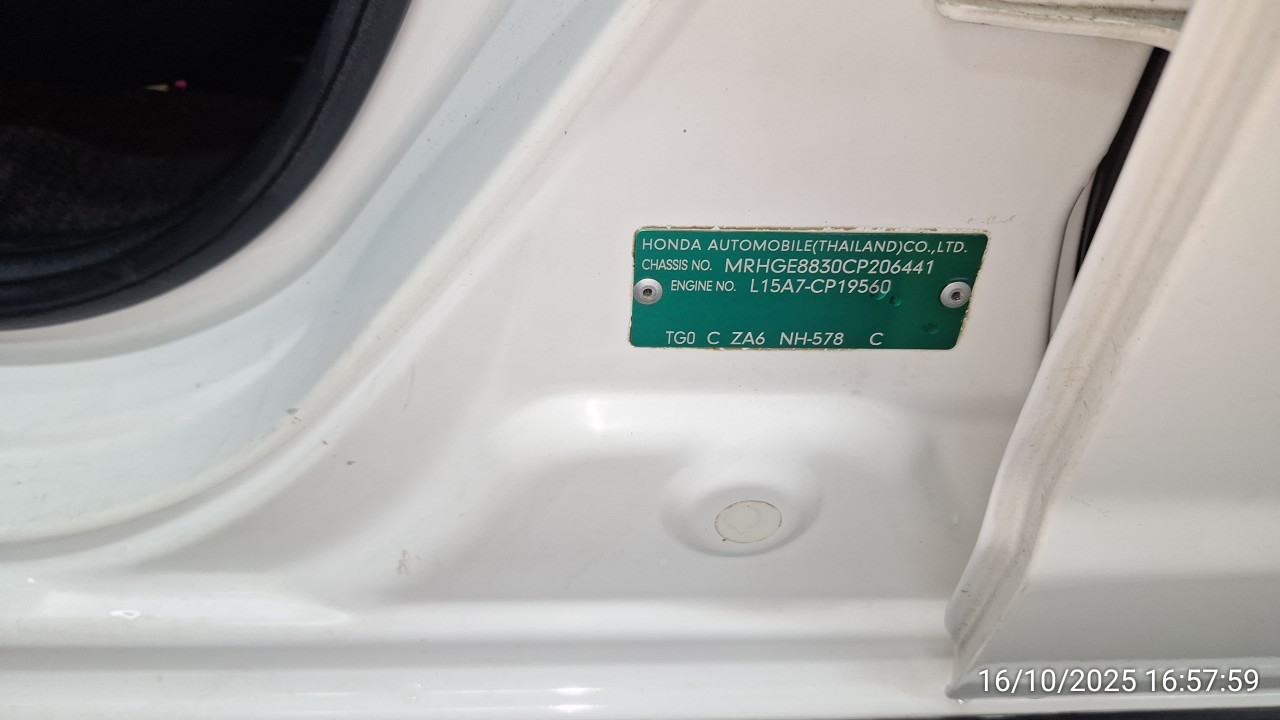 HONDA AUTOMOBILE(THAILAND)CO.,LTD.
CHASSIS NO. MRHGE8830CP206441
ENGINE NO. L15A7-CP19560
TG0 C ZA6 NH-578 C
16/10/2025 16:57:59